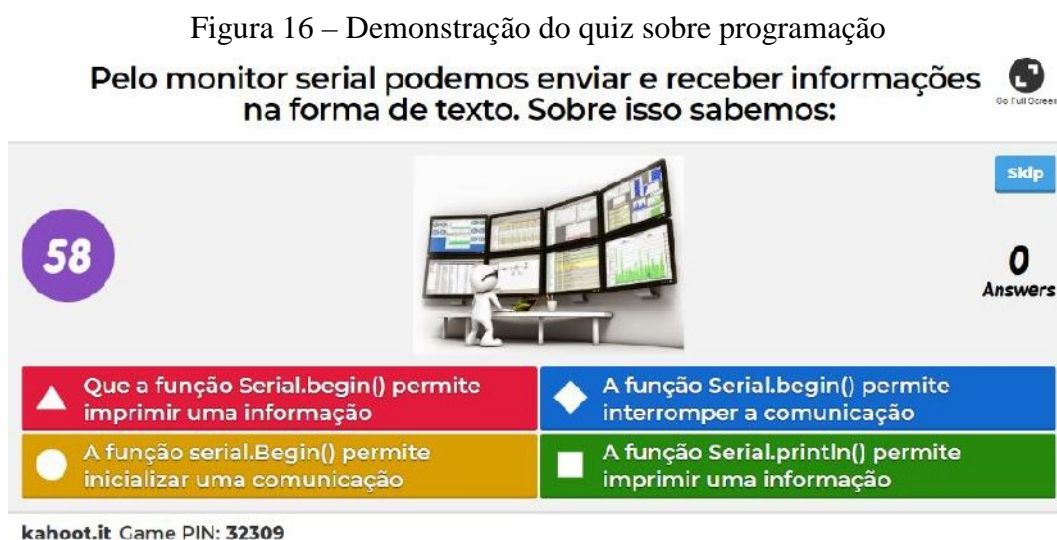 Figura 16 – Demonstração do quiz sobre programação
Pelo monitor serial podemos enviar e receber informações
na forma de texto. Sobre isso sabemos:
Go Full Screen
Skip
58
0
Answers
Que a função Serial.begin() permite
imprimir uma informação
A função Serial.begin() permite
interromper a comunicação
A função serial.Begin() permite
inicializar uma comunicação
A função Serial.println() permite
imprimir uma informação
kahoot.it Game PIN: 32309